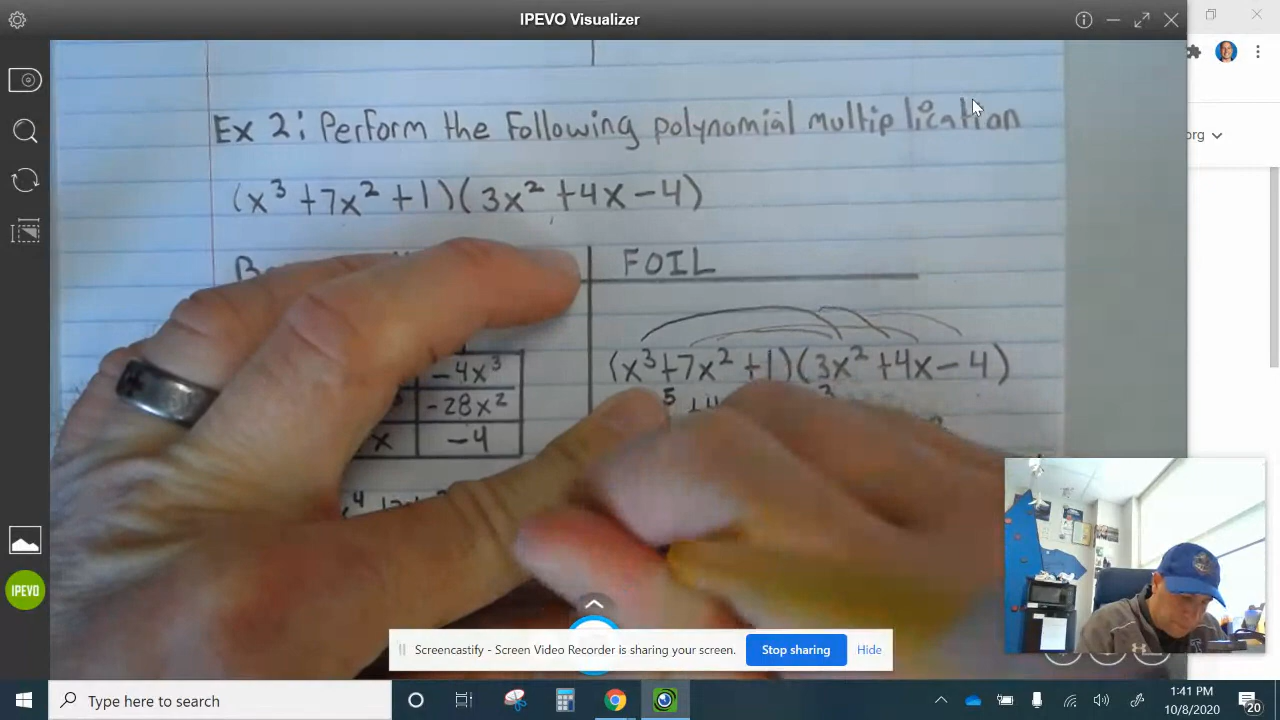 IPEVO Visualizer
Ex 2: Perform the Following polynomial multiplication
(x³ +7x² +1)(3x² +4x -4)
FOIL
(x³+7x² +1)(3x² +4x -4)
-4x³
-28x²
x
-4
org
IPEVO
Screencastify - Screen Video Recorder is sharing your screen.
Stop sharing
Hide
Type here to search
1:41 PM
10/8/2020
20